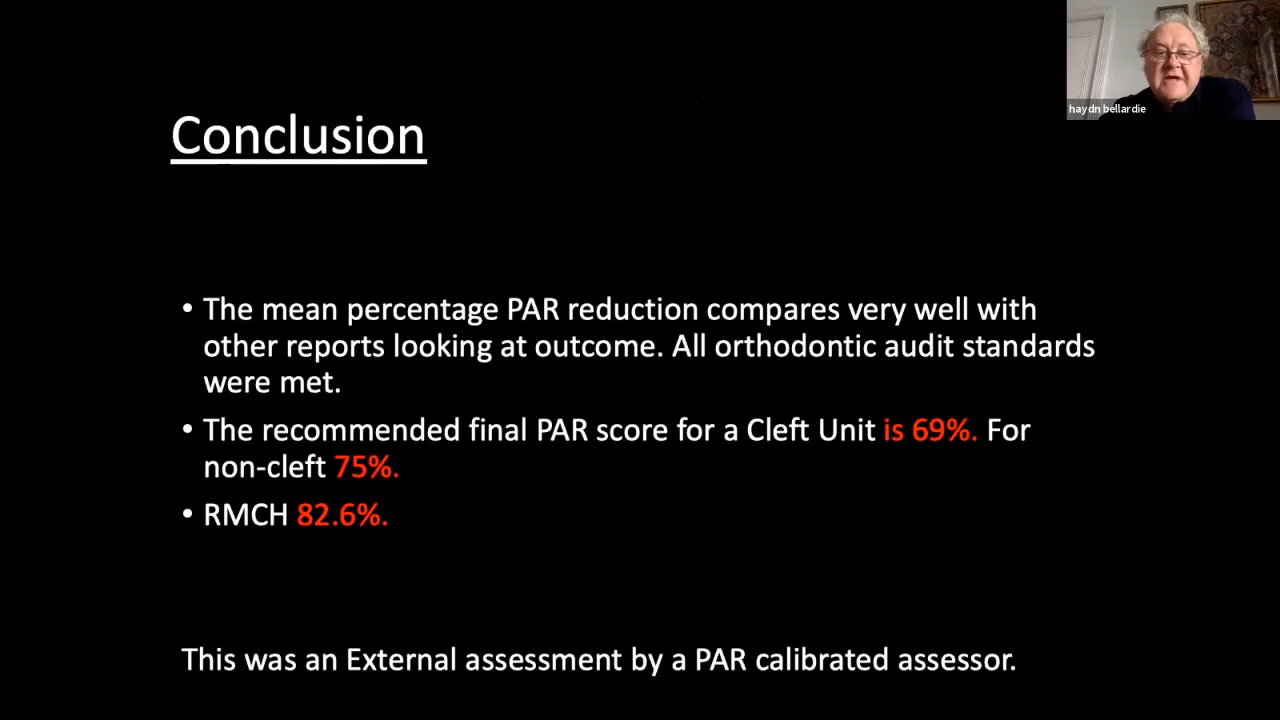 haydn bellardie
Conclusion
• The mean percentage PAR reduction compares very well with
other reports looking at outcome. All orthodontic audit standards
were met.
• The recommended final PAR score for a Cleft Unit is 69%. For
non-cleft 75%.
• RMCH 82.6%.
This was an External assessment by a PAR calibrated assessor.